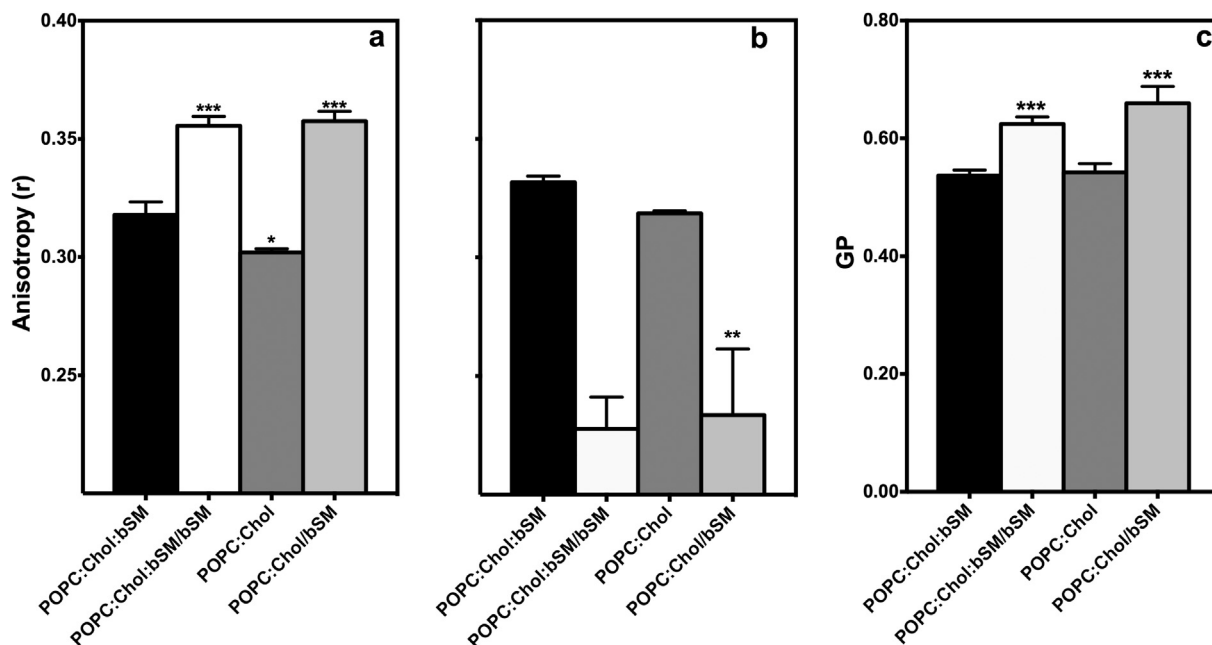 a
Anisotropy (r)
0.40
0.35
0.30
0.25
***
*
***
POPC:Chol:bSM
POPC:Chol:bSM/bSM
POPC:Chol
POPC:Chol/bSM
b
**
POPC:Chol:bSM
POPC:Chol:bSM/bSM
POPC:Chol
POPC:Chol/bSM
c
GP
0.80
0.60
0.40
0.20
0.00
***
***
POPC:Chol:bSM
POPC:Chol:bSM/bSM
POPC:Chol
POPC:Chol/bSM